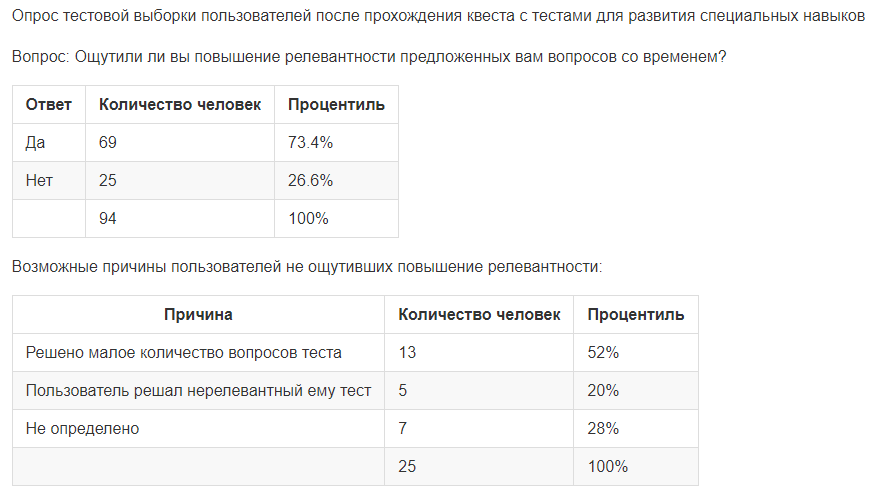 Опрос тестовой выборки пользователей после прохождения квеста с тестами для развития специальных навыков
Вопрос: Ощутили ли вы повышение релевантности предложенных вам вопросов со временем?
Ответ Количество человек Процентиль
Да 69 73.4%
Нет 25 26.6%
94 100%
Возможные причины пользователей не ощутивших повышение релевантности:
Причина Количество человек Процентиль
Решено малое количество вопросов теста 13 52%
Пользователь решал нерелевантный ему тест 5 20%
Не определено 7 28%
25 100%